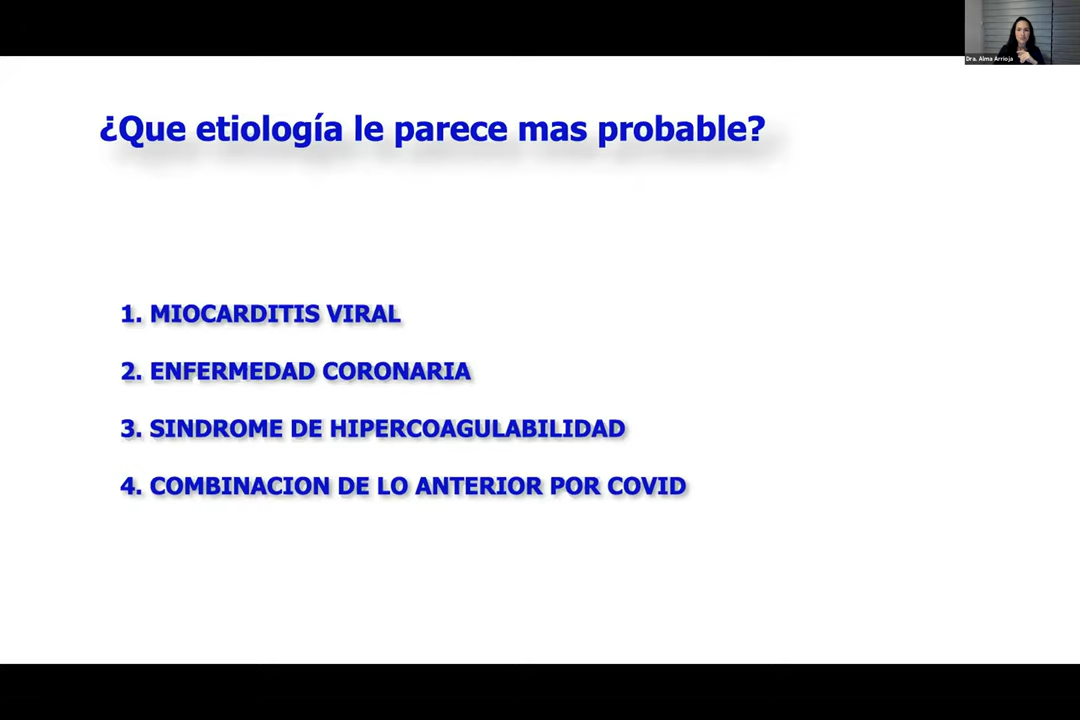 Dra. Alma Arrioja
¿Que etiología le parece mas probable?
1. MIOCARDITIS VIRAL
2. ENFERMEDAD CORONARIA
3. SINDROME DE HIPERCOAGULABILIDAD
4. COMBINACION DE LO ANTERIOR POR COVID